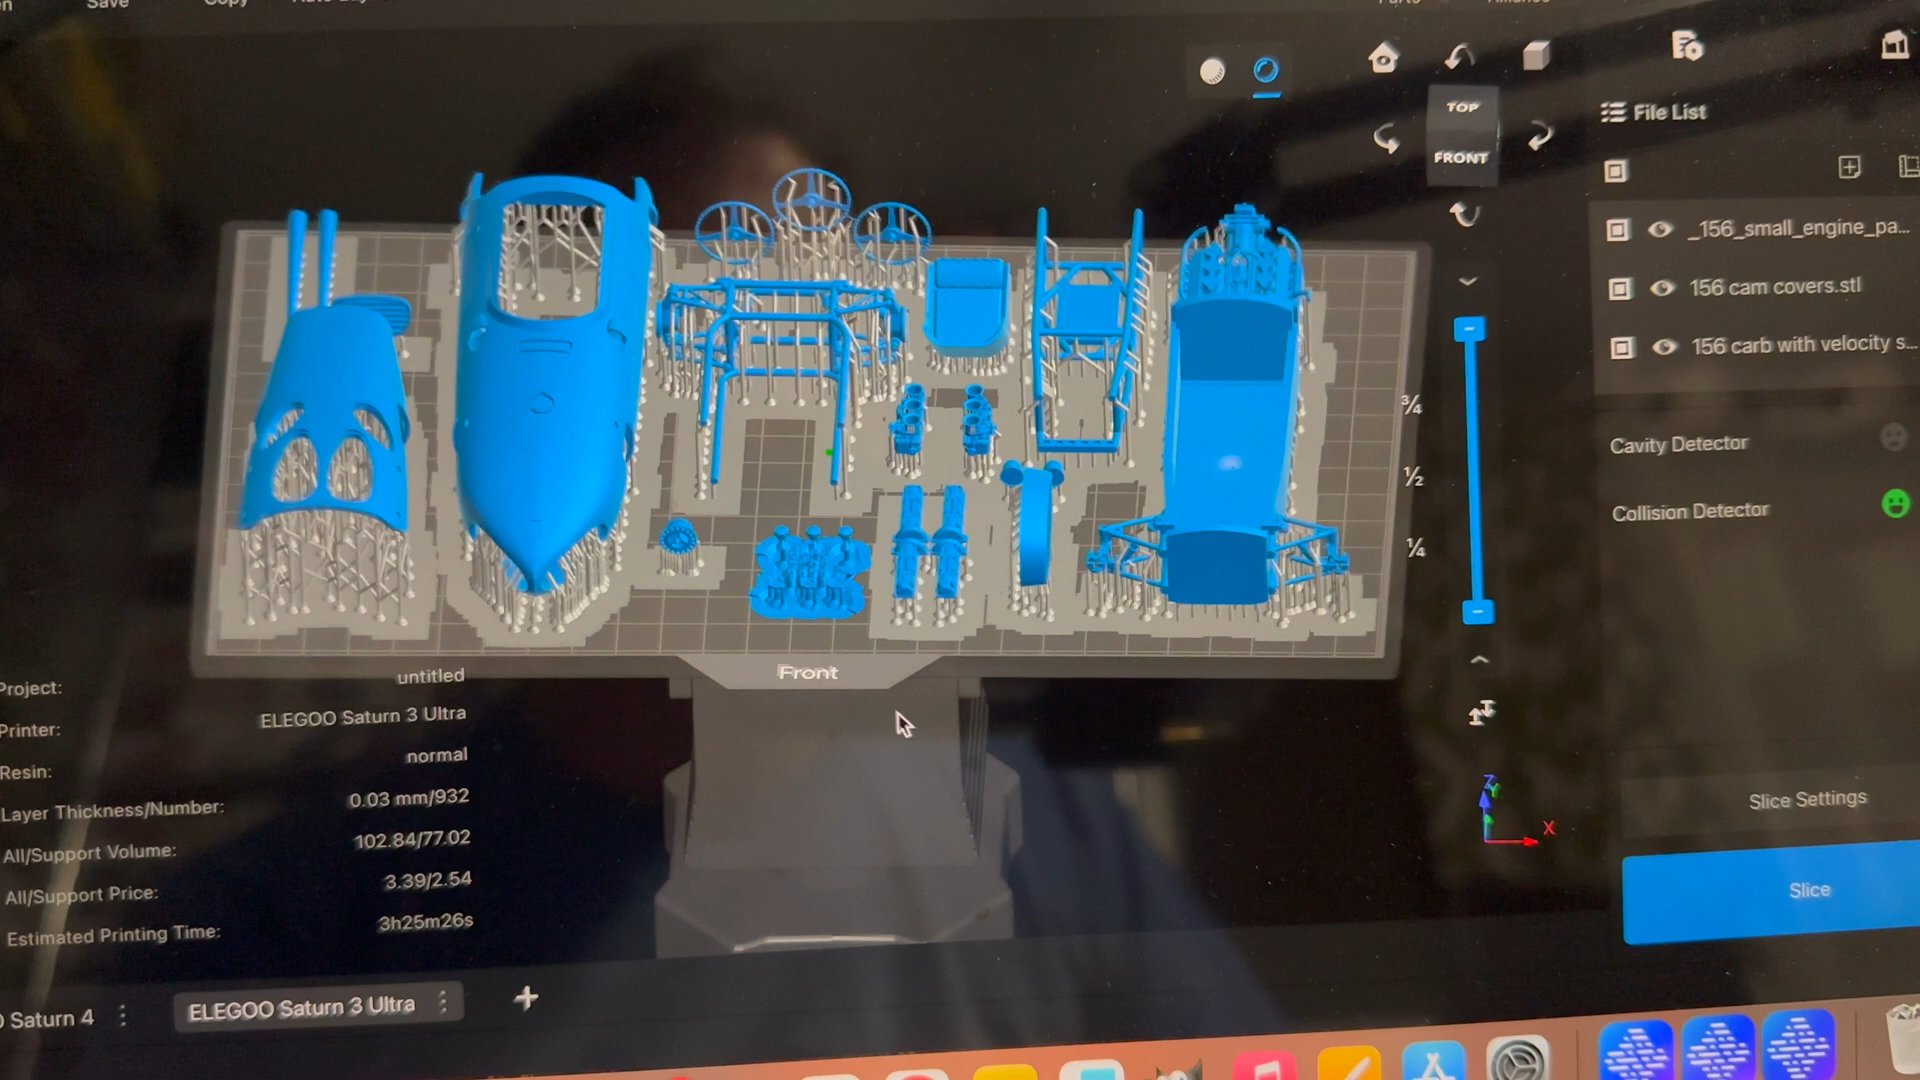 Save
Copy
TOP
FRONT
File List
_156_small_engine_pa...
156 cam covers.stl
156 carb with velocity s...
Cavity Detector
Collision Detector
3/4
1/2
1/4
Front
Project:
untitled
Printer:
ELEGOO Saturn 3 Ultra
Resin:
normal
Layer Thickness/Number:
0.03 mm/932
All/Support Volume:
102.84/77.02
All/Support Price:
3.39/2.54
Estimated Printing Time:
3h25m26s
Z
X
Slice Settings
Slice
Saturn 4
ELEGOO Saturn 3 Ultra